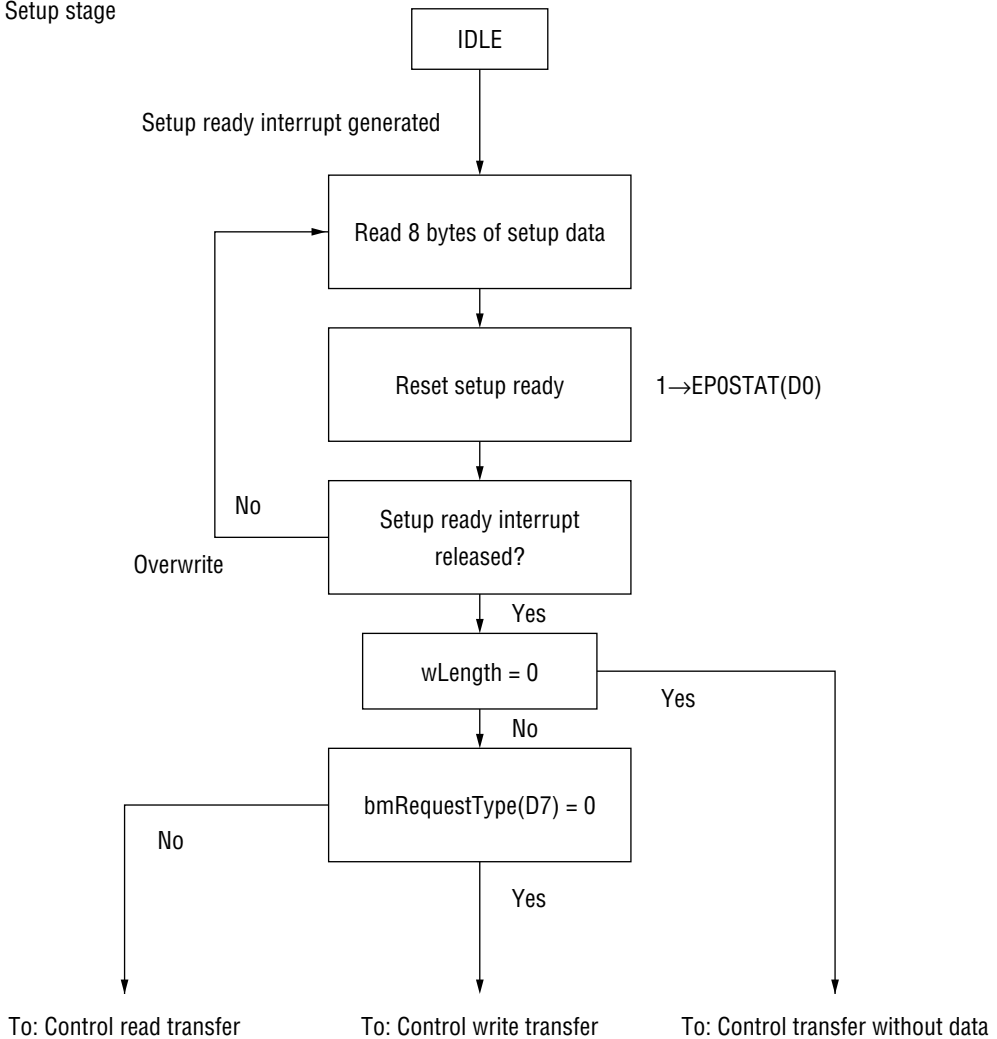 Setup stage
IDLE
Setup ready interrupt generated
Read 8 bytes of setup data
Reset setup ready
1→EP0STAT(D0)
No
Setup ready interrupt
released?
Overwrite
Yes
wLength = 0
Yes
No
bmRequestType(D7) = 0
No
Yes
To: Control read transfer
To: Control write transfer
To: Control transfer without data